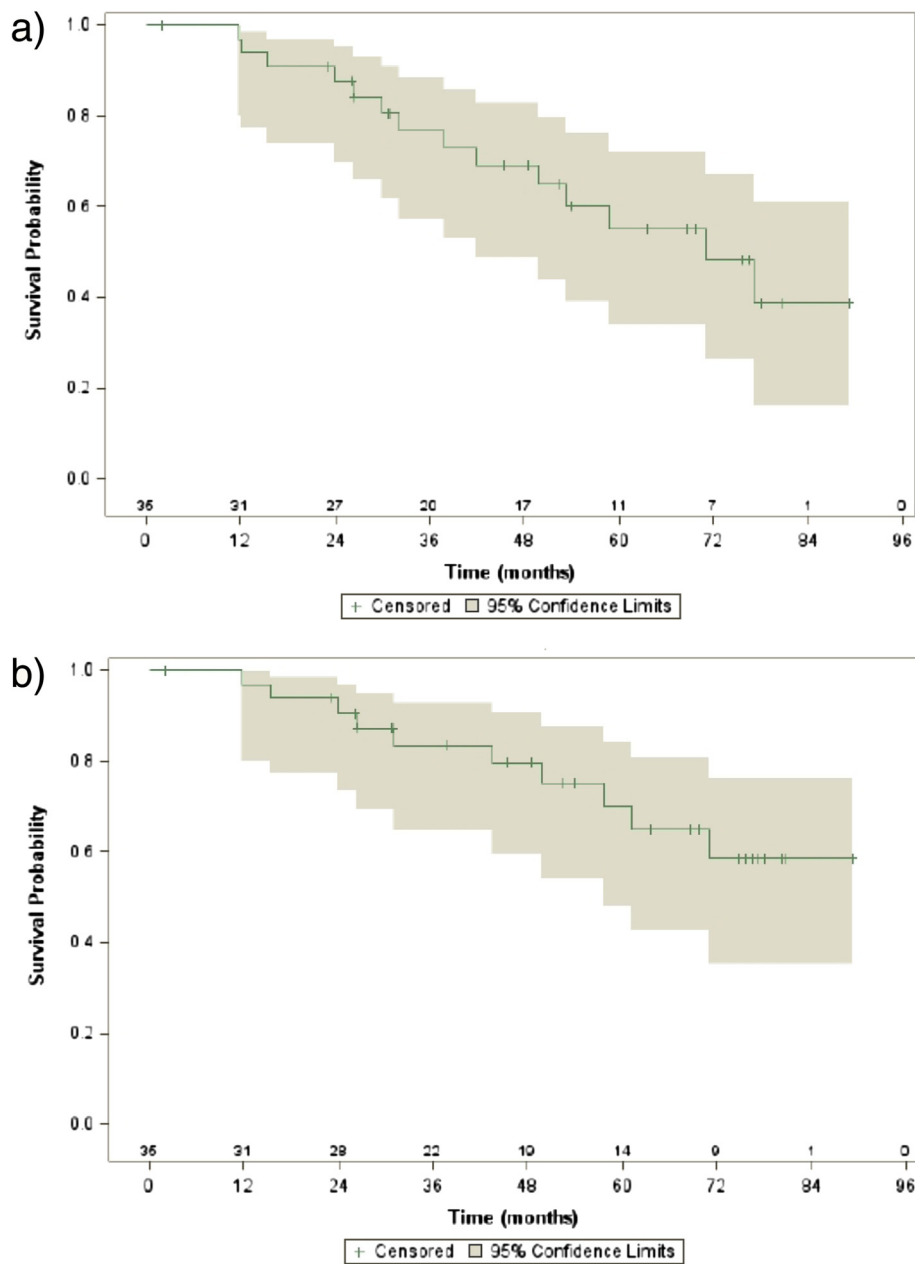 a)
1.0
0.8
0.6
0.4
0.2
0.0
Survival Probability
35 31 27 20 17 11 7 1 0
0 12 24 36 48 60 72 84 96
Time (months)
+ Censored 95% Confidence Limits
b)
1.0
0.8
0.6
0.4
0.2
0.0
Survival Probability
35 31 28 22 19 14 9 1 0
0 12 24 36 48 60 72 84 96
Time (months)
+ Censored 95% Confidence Limits